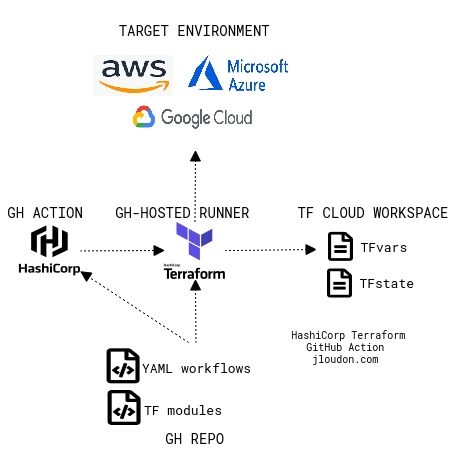 TARGET ENVIRONMENT
aws
Microsoft
Azure
Google Cloud
GH ACTION
GH-HOSTED RUNNER
TF CLOUD WORKSPACE
HashiCorp
HashiCorp
Terraform
TFvars
TFstate
HashiCorp Terraform
GitHub Action
jloudon.com
YAML workflows
TF modules
GH REPO